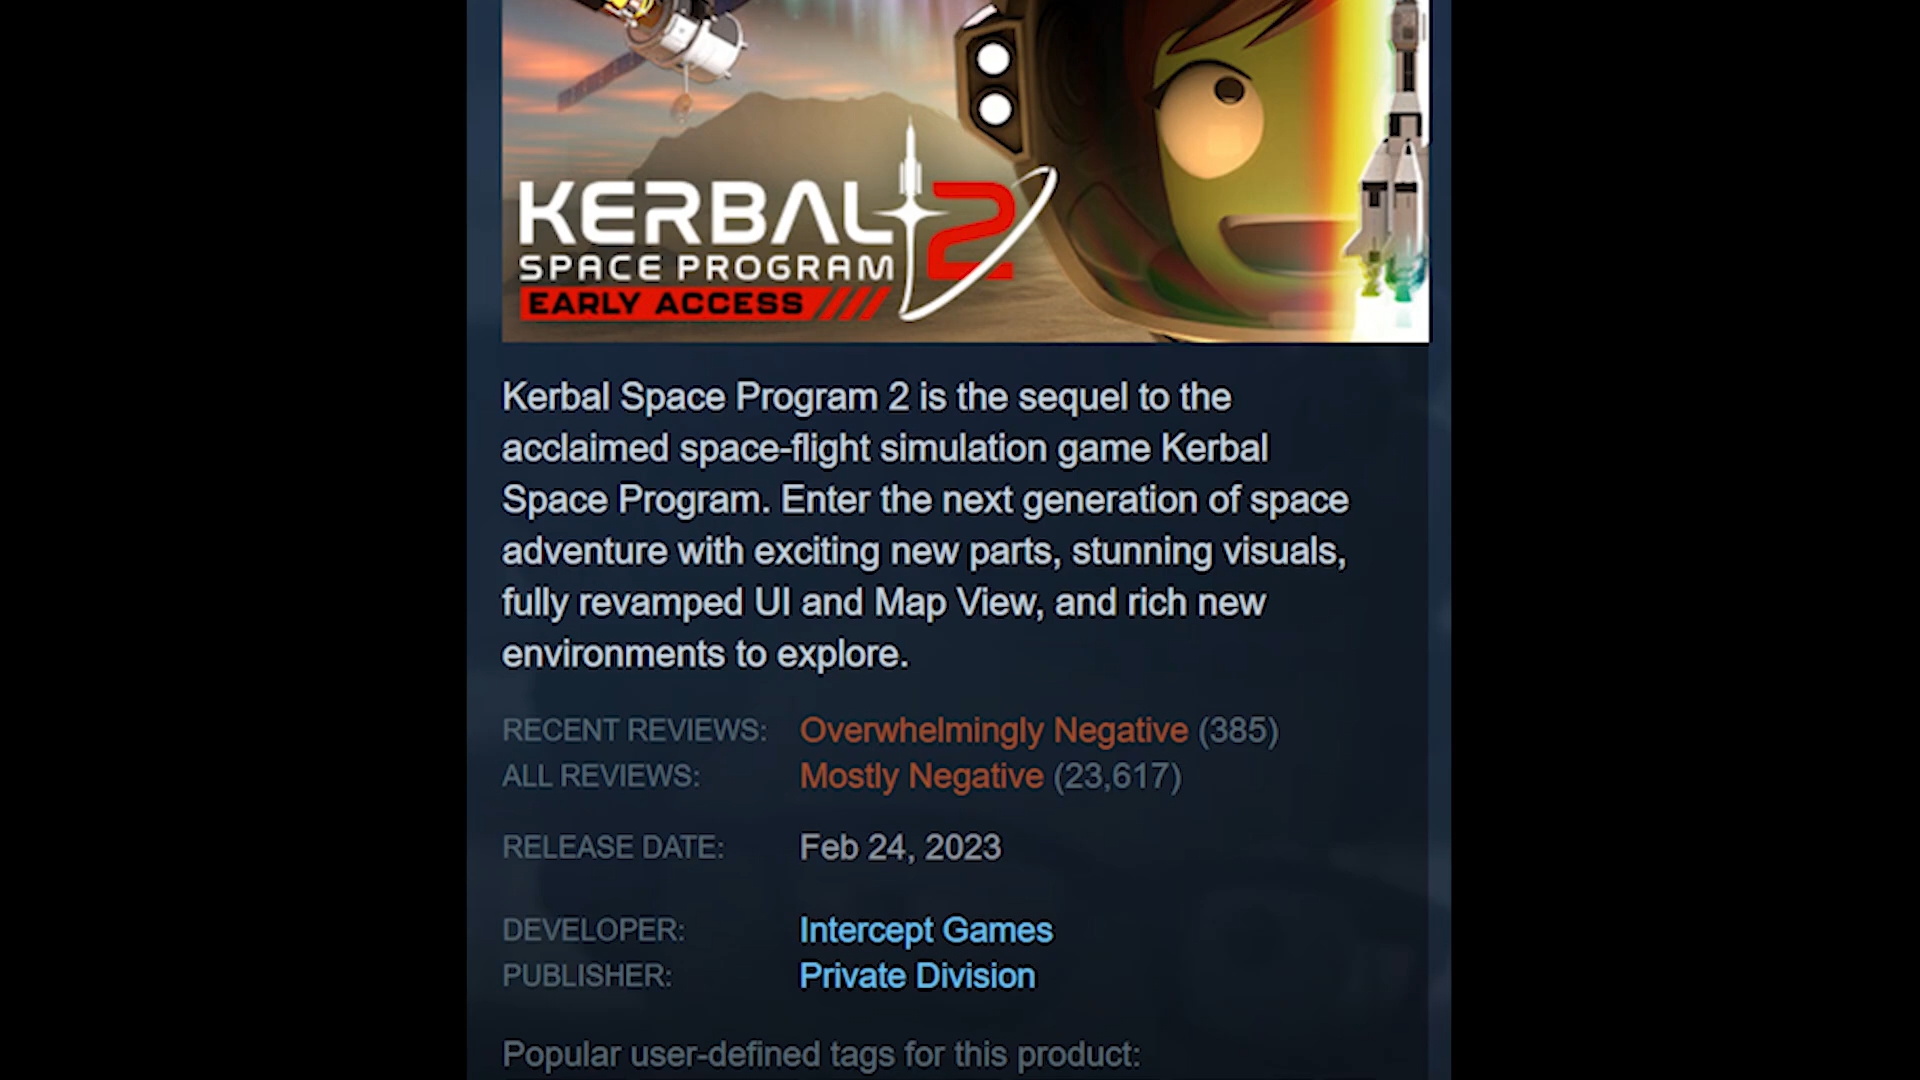 KERBAL 2
SPACE PROGRAM
EARLY ACCESS
Kerbal Space Program 2 is the sequel to the
acclaimed space-flight simulation game Kerbal
Space Program. Enter the next generation of space
adventure with exciting new parts, stunning visuals,
fully revamped UI and Map View, and rich new
environments to explore.
RECENT REVIEWS: Overwhelmingly Negative (385)
ALL REVIEWS: Mostly Negative (23,617)
RELEASE DATE: Feb 24, 2023
DEVELOPER: Intercept Games
PUBLISHER: Private Division
Popular user-defined tags for this product: